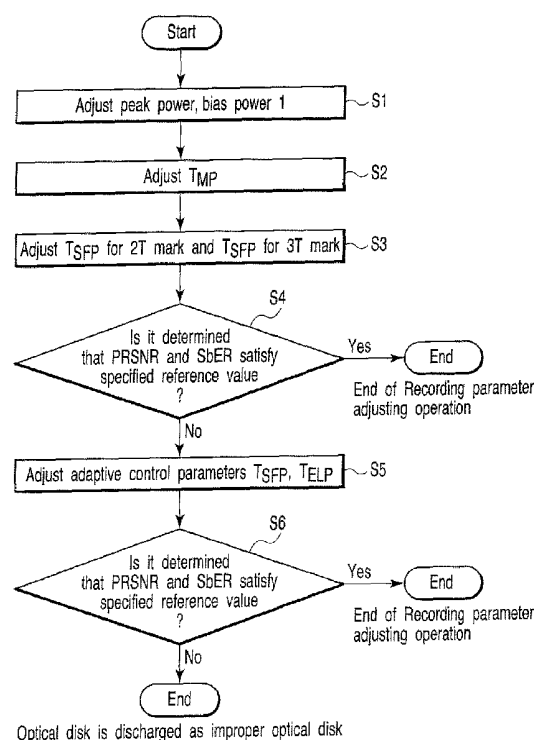 Start
Adjust peak power, bias power 1
S1
Adjust TMP
S2
Adjust TSFP for 2T mark and TSFP for 3T mark
S3
S4
Is it determined
that PRSNR and SbER satisfy
specified reference value
?
Yes
End
End of Recording parameter
adjusting operation
No
Adjust adaptive control parameters TSFP, TELP
S5
S6
Is it determined
that PRSNR and SbER satisfy
specified reference value
?
Yes
End
End of Recording parameter
adjusting operation
No
End
Optical disk is discharged as improper optical disk